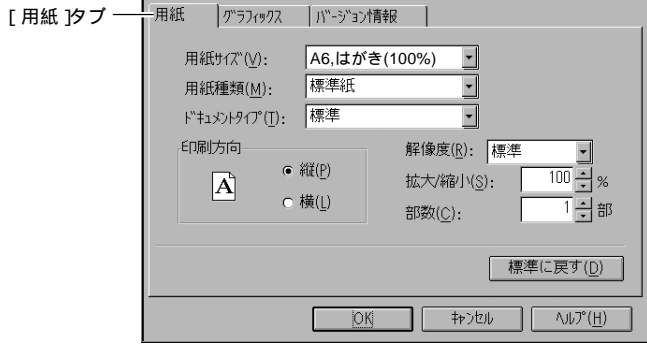 [ 用紙 ]タブ
用紙 グラフィックス バージョン情報
用紙サイズ(V): A6,はがき(100%)
用紙種類(M): 標準紙
ドキュメントタイプ(T): 標準
印刷方向
A
縦(P)
横(L)
解像度(R): 標準
拡大/縮小(S): 100 %
部数(C): 1 部
標準に戻す(D)
OK キャンセル ヘルプ(H)